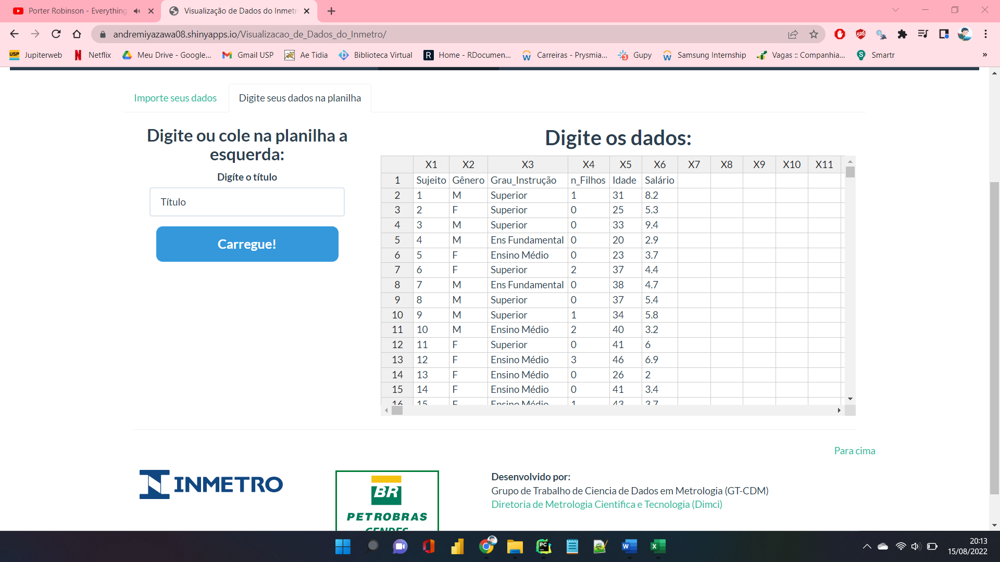 Porter Robinson - Everything
Visualização de Dados do Inmetr
andremiyazawa08.shinyapps.io/Visualizacao_de_Dados_do_Inmetro/
Jupiterweb Netflix Meu Drive - Google... Gmail USP Ae Tidia Biblioteca Virtual Home - RDocumen... Carreiras - Prysmia... Gupy Samsung Internship Vagas :: Companhia... Smartr »
Importe seus dados
Digite seus dados na planilha
Digite ou cole na planilha a
esquerda:
Digíte o título
Título
Carregue!
Digite os dados:
X1 X2 X3 X4 X5 X6 X7 X8 X9 X10 X11
1 Sujeito Gênero Grau_Instrução n_Filhos Idade Salário
2 1 M Superior 1 31 8.2
3 2 F Superior 0 25 5.3
4 3 M Superior 0 33 9.4
5 4 M Ens Fundamental 0 20 2.9
6 5 F Ensino Médio 0 23 3.7
7 6 F Superior 2 37 4.4
8 7 M Ens Fundamental 0 38 4.7
9 8 M Superior 0 37 5.4
10 9 M Superior 1 34 5.8
11 10 M Ensino Médio 2 40 3.2
12 11 F Superior 0 41 6
13 12 F Ensino Médio 3 46 6.9
14 13 F Ensino Médio 0 26 2
15 14 F Ensino Médio 0 41 3.4
16 15 F Ensino Médio 1 43 3.7
Para cima
INMETRO
BR
PETROBRAS
CENPES
Desenvolvido por:
Grupo de Trabalho de Ciencia de Dados em Metrologia (GT-CDM)
Diretoria de Metrologia Cientifica e Tecnologia (Dimci)
20:13
15/08/2022